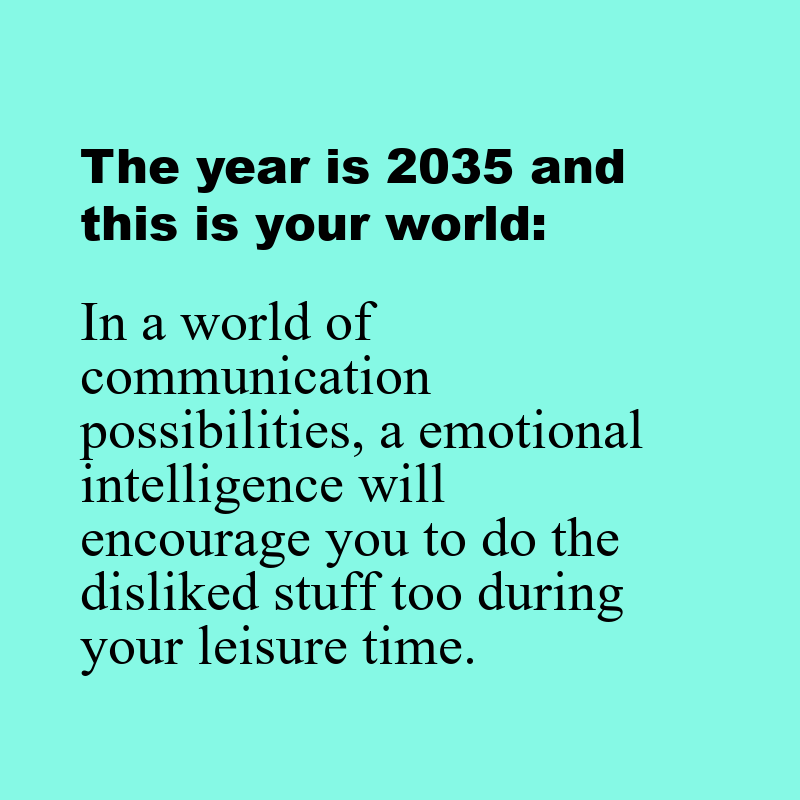 The year is 2035 and
this is your world:
In a world of
communication
possibilities, a emotional
intelligence will
encourage you to do the
disliked stuff too during
your leisure time.